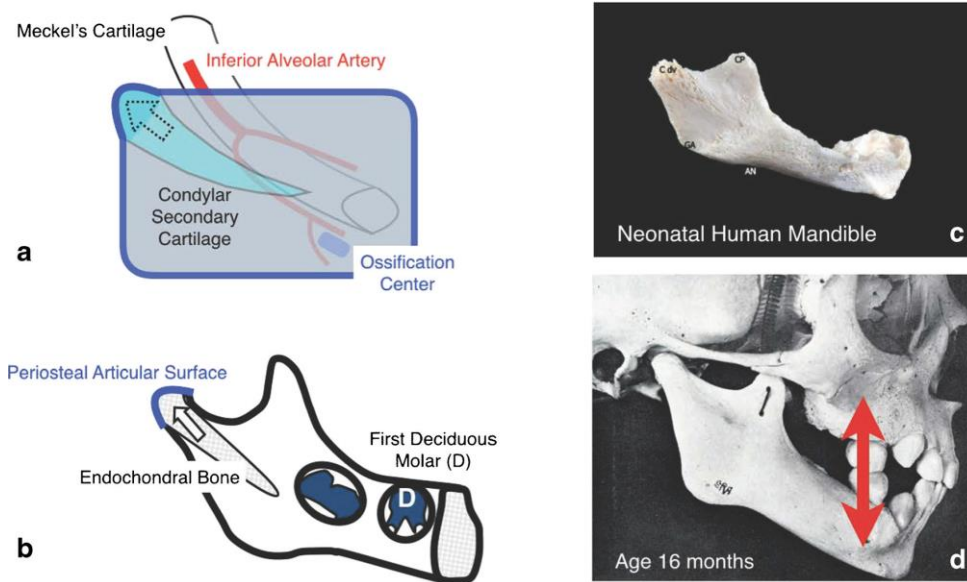 Meckel's Cartilage
Inferior Alveolar Artery
Condylar
Secondary
Cartilage
Ossification
Center
a
Periosteal Articular Surface
First Deciduous
Molar (D)
Endochondral Bone
D
b
C dv
CP
GA
AN
Neonatal Human Mandible
c
Age 16 months
d